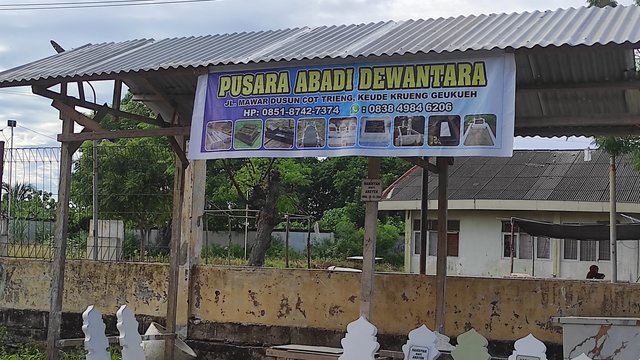 PUSARA ABADI DEWANTARA
JL. MAWAR DUSUN COT TRIENG, KEUDE KRUENG GEUKUEH
HP: 0851-8742-7374 : 0838 4984 6206